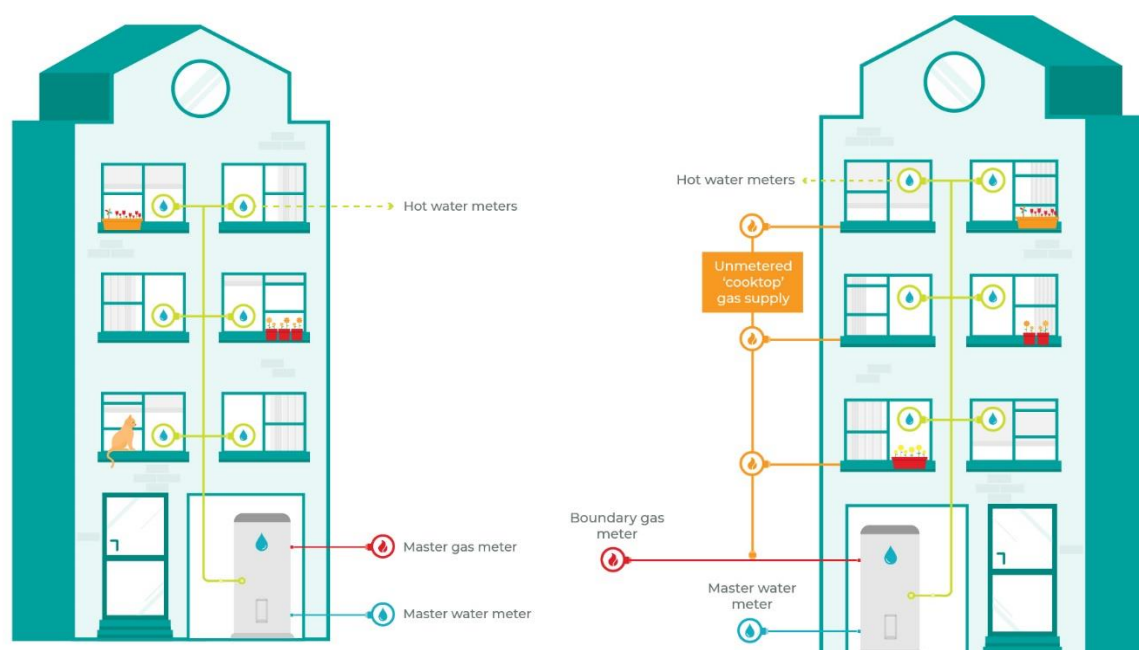 Hot water meters
Master gas meter
Master water meter
Hot water meters
Unmetered
‘cooktop’
gas supply
Boundary gas
meter
Master water
meter